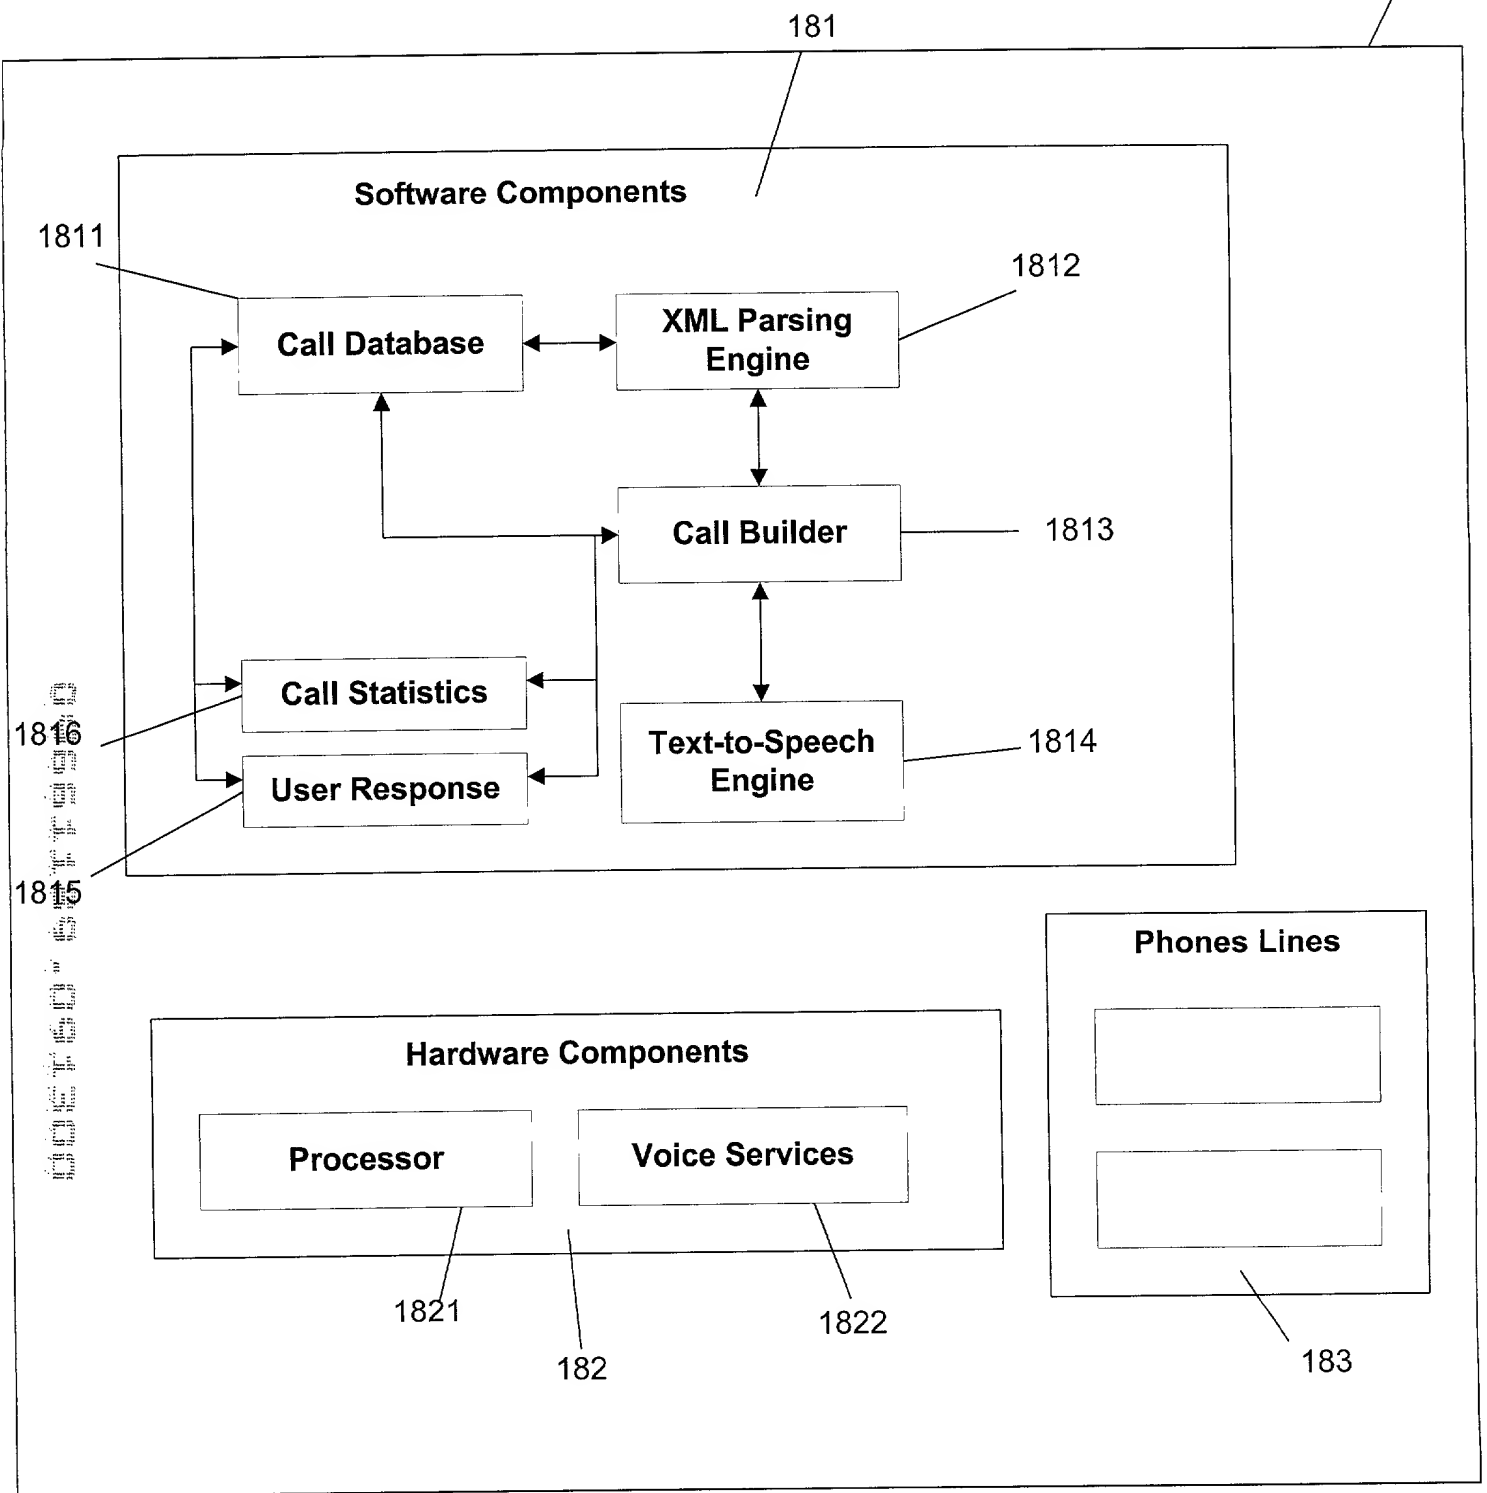 181
Software Components
1811
1812
Call Database
XML Parsing
Engine
Call Builder
1813
Call Statistics
1816
Text-to-Speech
Engine
1814
User Response
1815
Phones Lines
Hardware Components
Processor
Voice Services
1821
1822
182
183